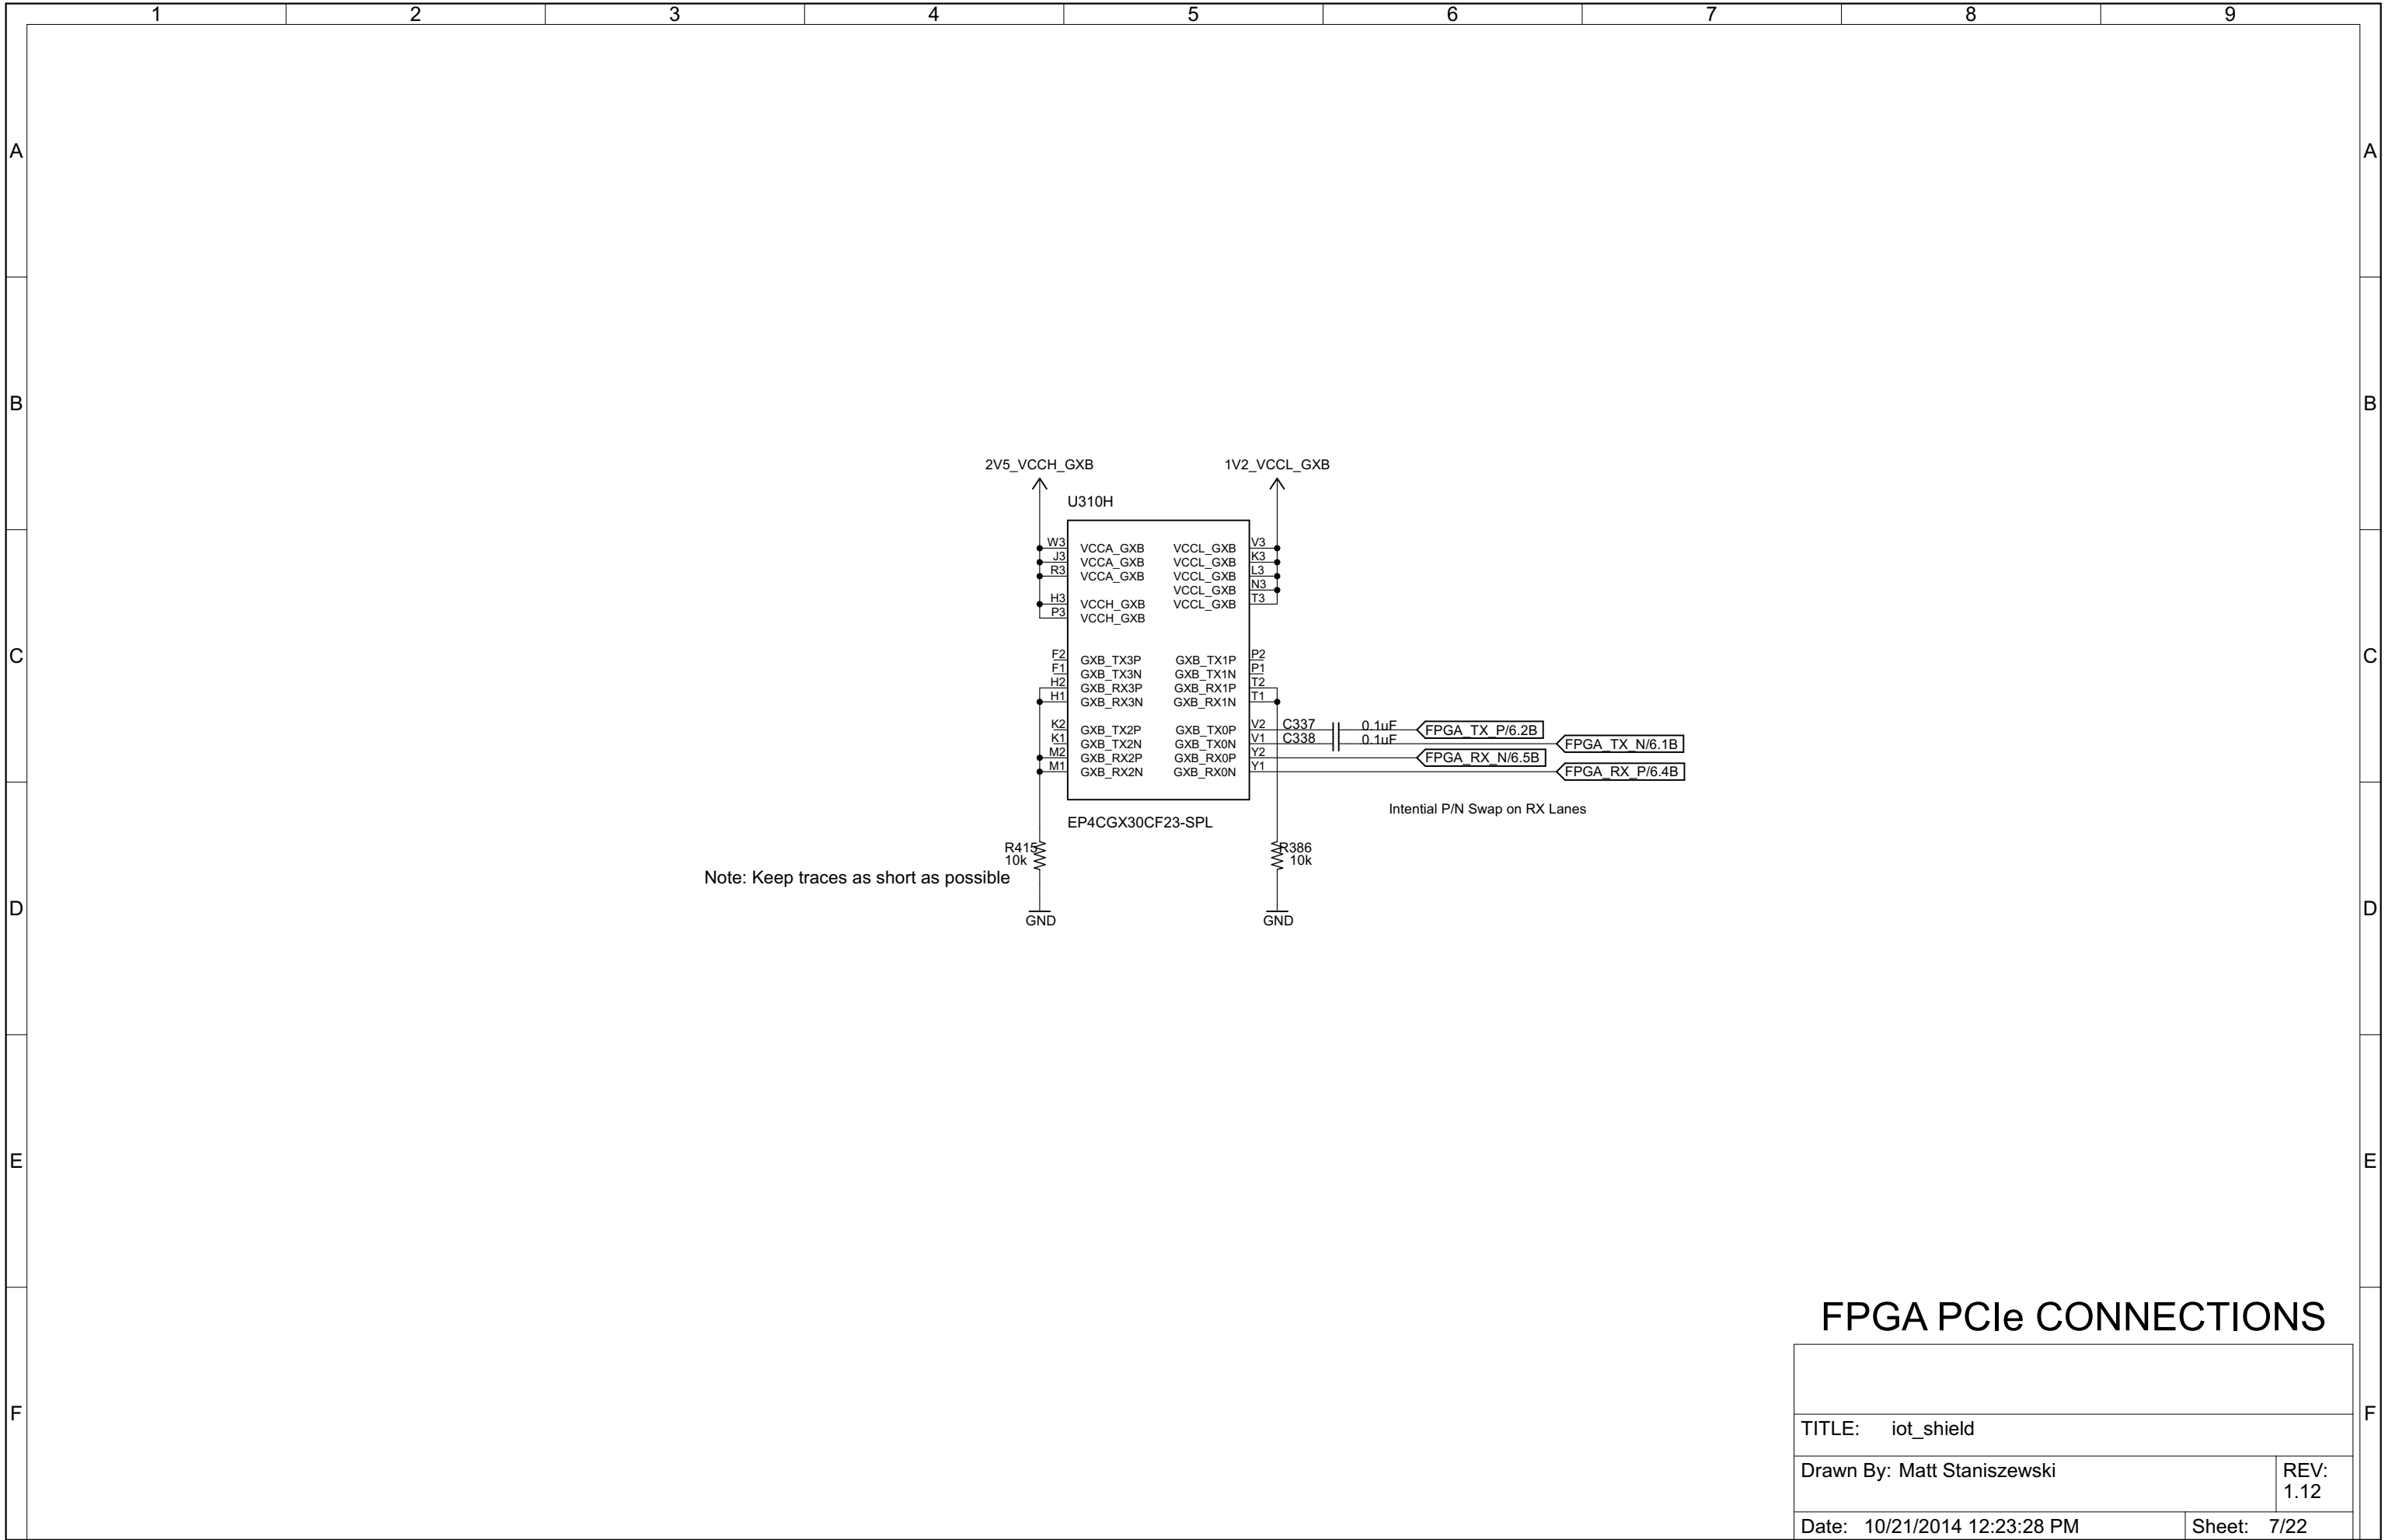 1 2 3 4 5 6 7 8 9
A A
B B
2V5_VCCH_GXB 1V2_VCCL_GXB
U310H
W3 VCCA_GXB VCCL_GXB V3
J3 VCCA_GXB VCCL_GXB K3
R3 VCCA_GXB VCCL_GXB L3
VCCL_GXB N3
H3 VCCH_GXB VCCL_GXB T3
P3 VCCH_GXB
C C
F2 GXB_TX3P GXB_TX1P P2
F1 GXB_TX3N GXB_TX1N P1
H2 GXB_RX3P GXB_RX1P T2
H1 GXB_RX3N GXB_RX1N T1
K2 GXB_TX2P GXB_TX0P V2 C337 0.1uF FPGA_TX_P/6.2B
K1 GXB_TX2N GXB_TX0N V1 C338 0.1uF FPGA_TX_N/6.1B
M2 GXB_RX2P GXB_RX0P Y2 FPGA_RX_N/6.5B
M1 GXB_RX2N GXB_RX0N Y1 FPGA_RX_P/6.4B
Intential P/N Swap on RX Lanes
EP4CGX30CF23-SPL
R415 R386
10k 10k
Note: Keep traces as short as possible
D D
GND GND
E E
FPGA PCIe CONNECTIONS
F F
TITLE: iot_shield
Drawn By: Matt Staniszewski REV:
1.12
Date: 10/21/2014 12:23:28 PM Sheet: 7/22